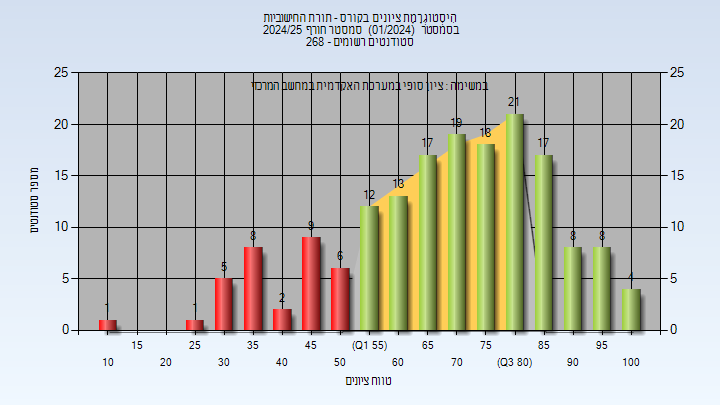 היסטוגרמת ציונים בקורס - תורת החישוביות
בסמסטר (01/2024) סמסטר חורף 2024/25
סטודנטים רשומים - 268
במשימה : ציון סופי במערכת האקדמית במחשב המרכזי
מספר סטודנטים
25 25
20 20
15 15
10 10
5 5
0 0
1 1 5 8 2 9 6 12 13 17 19 18 21 17 8 8 4
15 25 35 45 (Q1 55) 65 75 85 95
10 20 30 40 50 60 70 (Q3 80) 90 100
טווח ציונים